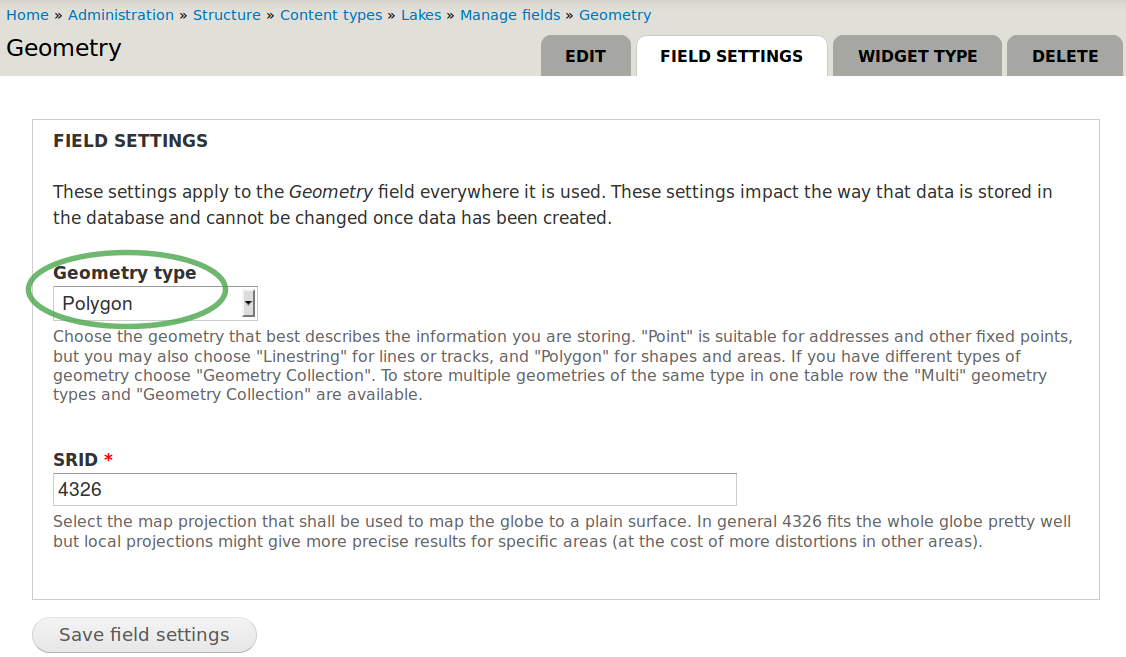 Home » Administration » Structure » Content types » Lakes » Manage fields » Geometry
Geometry
EDIT
FIELD SETTINGS
WIDGET TYPE
DELETE
FIELD SETTINGS
These settings apply to the Geometry field everywhere it is used. These settings impact the way that data is stored in
the database and cannot be changed once data has been created.
Geometry type
Polygon
Choose the geometry that best describes the information you are storing. "Point" is suitable for addresses and other fixed points,
but you may also choose "Linestring" for lines or tracks, and "Polygon" for shapes and areas. If you have different types of
geometry choose "Geometry Collection". To store multiple geometries of the same type in one table row the "Multi" geometry
types and "Geometry Collection" are available.
SRID *
4326
Select the map projection that shall be used to map the globe to a plain surface. In general 4326 fits the whole globe pretty well
but local projections might give more precise results for specific areas (at the cost of more distortions in other areas).
Save field settings